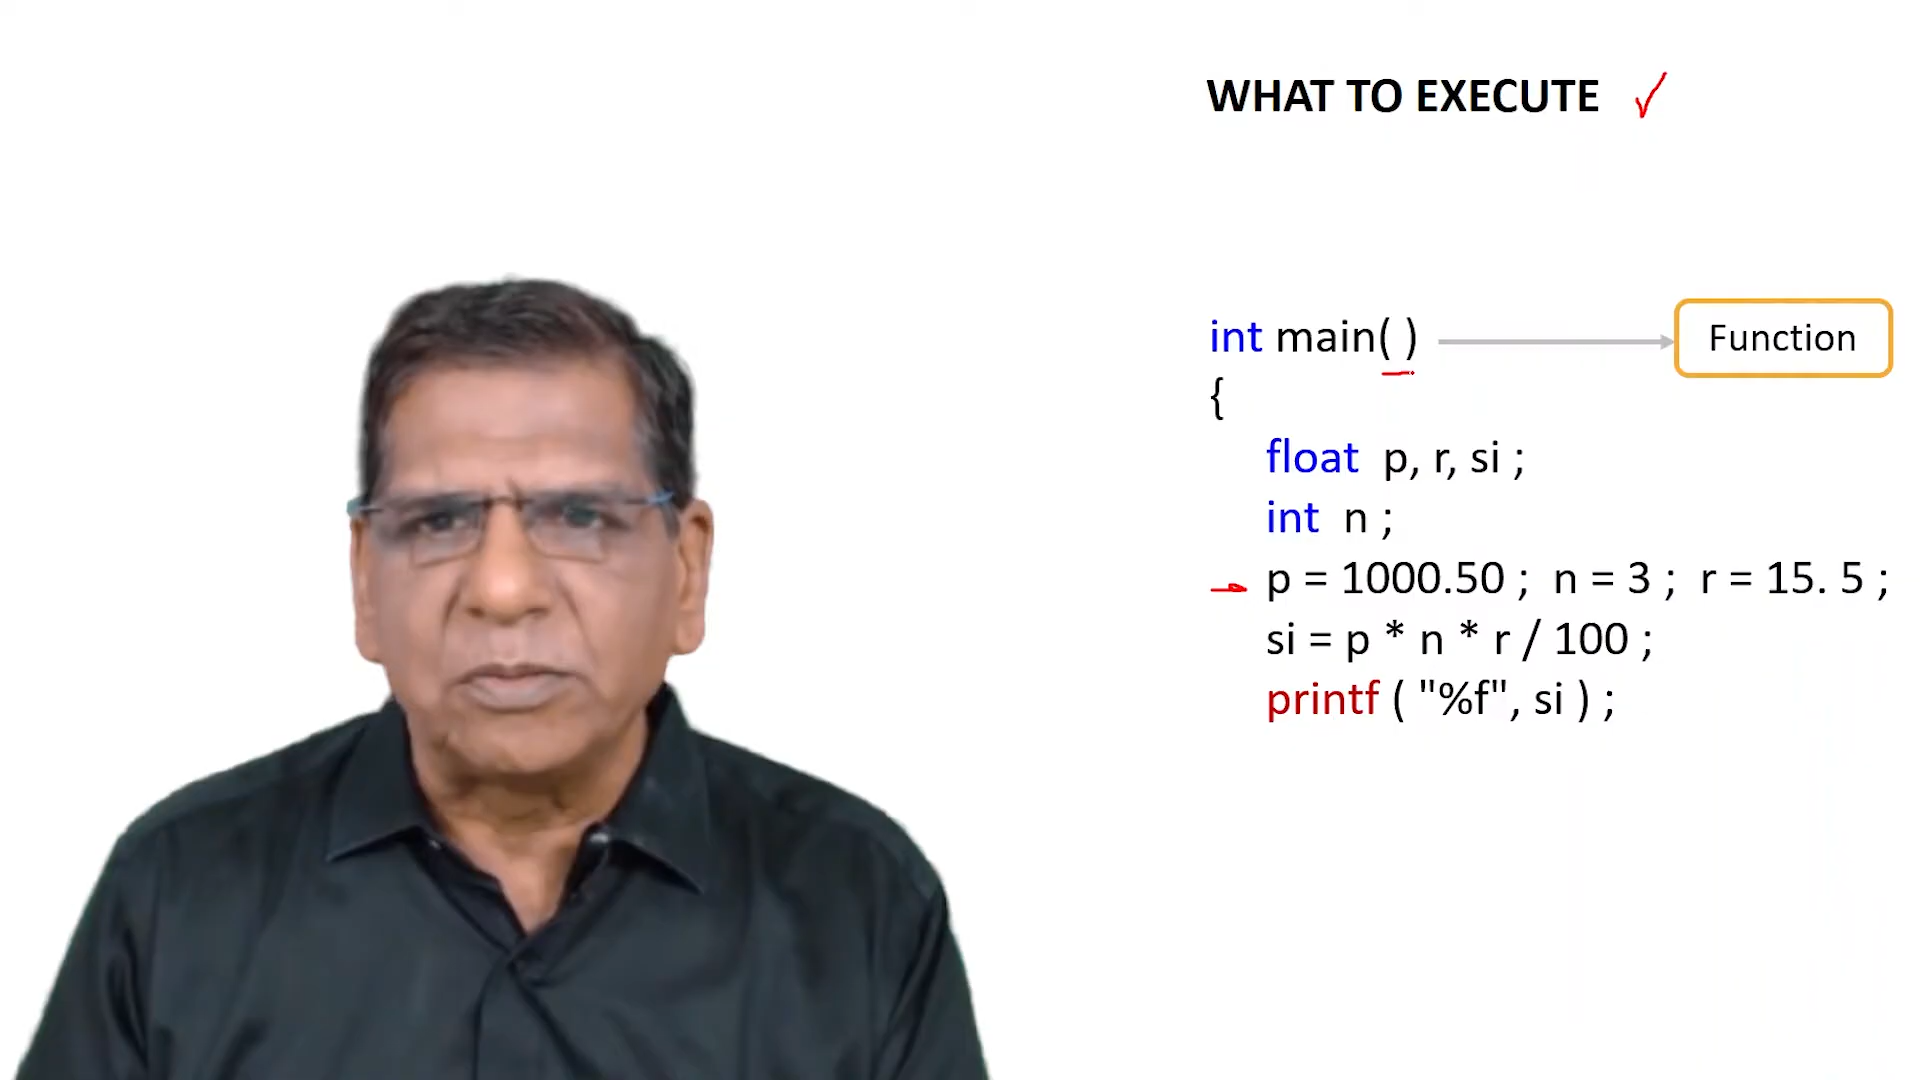 WHAT TO EXECUTE
int main( )
Function
{
float p, r, si ;
int n ;
p = 1000.50 ; n = 3 ; r = 15. 5 ;
si = p * n * r / 100 ;
printf ( "%f", si ) ;